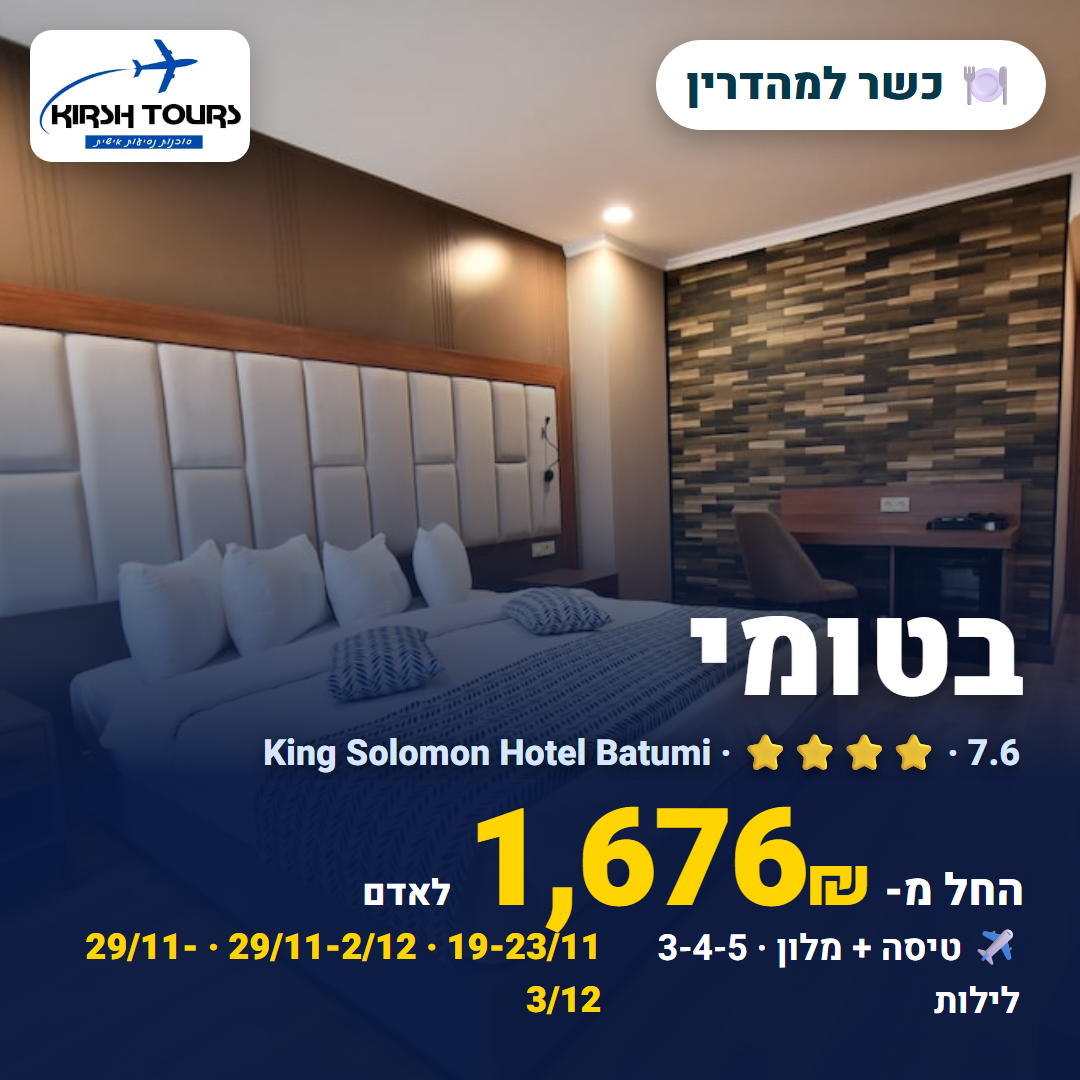 KIRSH TOURS
סוכנות נסיעות אישית
🍽️ כשר למהדרין
בטומי
King Solomon Hotel Batumi · ⭐⭐⭐⭐ · 7.6
החל מ- ₪1,676 לאדם
✈️ טיסה + מלון · 3-4-5
לילות
19-23/11 · 29/11-2/12 · 29/11-
3/12